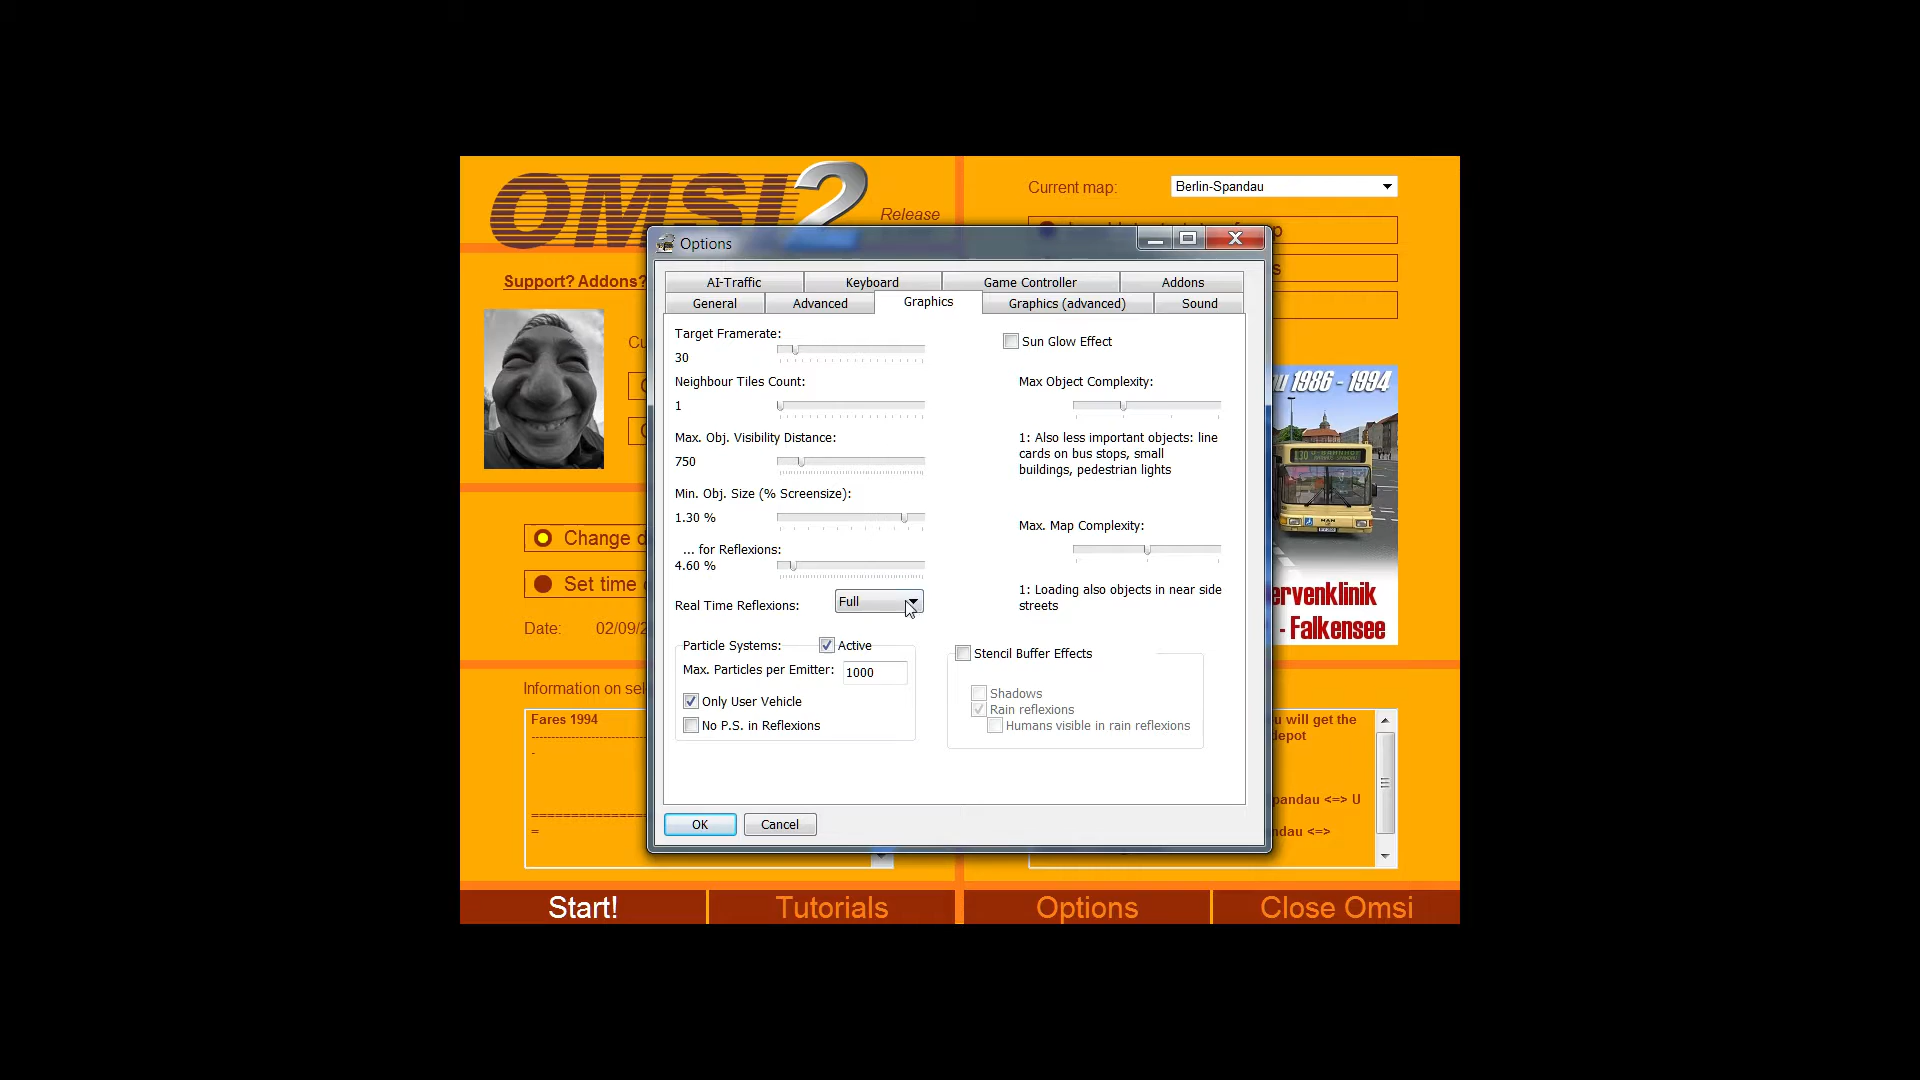 OMSI 2
Release
Current map:
Berlin-Spandau
Options
Support? Addons?
AI-Traffic
Keyboard
Game Controller
Addons
General
Advanced
Graphics
Graphics (advanced)
Sound
Target Framerate:
30
Neighbour Tiles Count:
1
Max. Obj. Visibility Distance:
750
Min. Obj. Size (% Screensize):
1.30 %
... for Reflexions:
4.60 %
Real Time Reflexions:
Full
Particle Systems:
Active
Max. Particles per Emitter:
1000
Only User Vehicle
No P.S. in Reflexions
Sun Glow Effect
Max Object Complexity:
1: Also less important objects: line
cards on bus stops, small
buildings, pedestrian lights
Max. Map Complexity:
1: Loading also objects in near side
streets
Stencil Buffer Effects
Shadows
Rain reflexions
Humans visible in rain reflexions
OK
Cancel
1986 - 1994
ervenklinik
- Falkensee
Change d
Set time
Date:
02/09/2
Information on sel
Fares 1994
u will get the
depot
pandau <=> U
ndau <=>
Start!
Tutorials
Options
Close Omsi